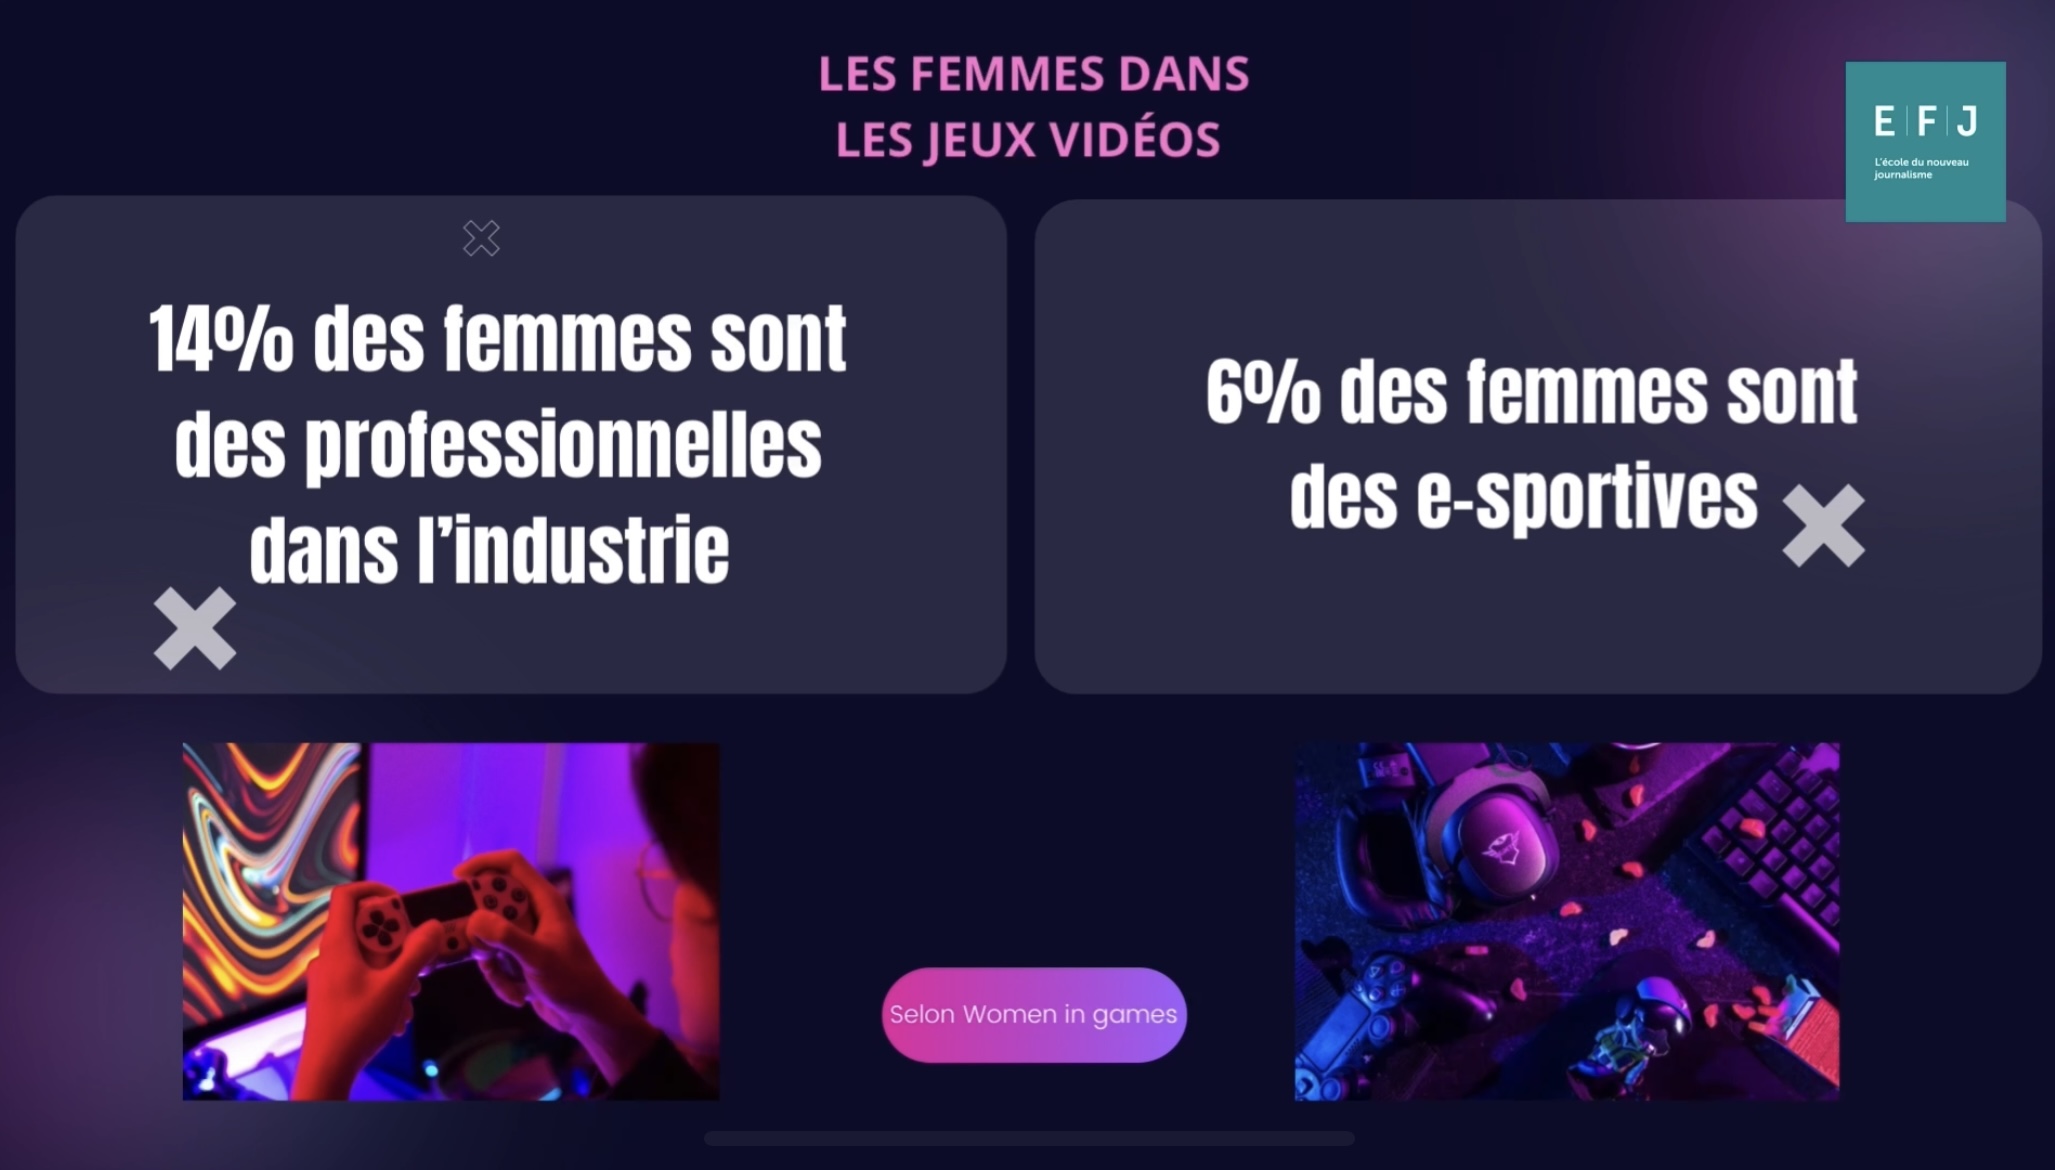 LES FEMMES DANS
LES JEUX VIDÉOS
E F J
L'école du nouveau
journalisme
14% des femmes sont
des professionnelles
dans l’industrie
6% des femmes sont
des e-sportives
Selon Women in games